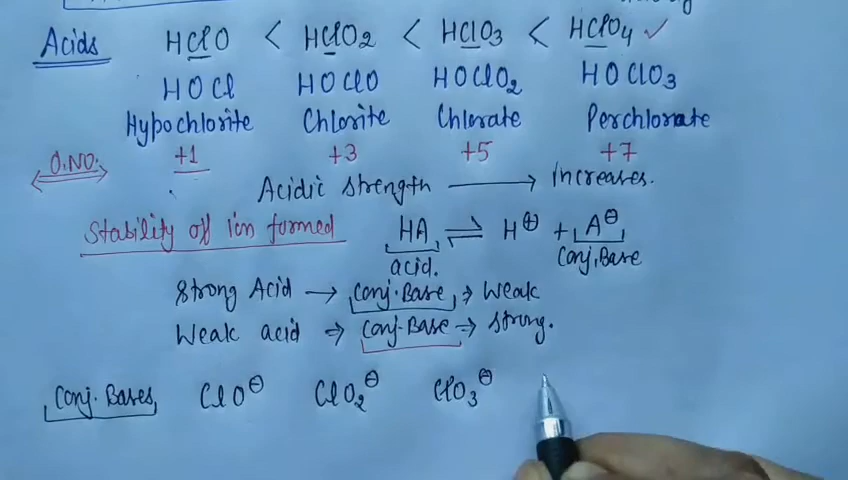 Acids HClO < HClO2 < HClO3 < HClO4 ✓
HOCl HOClO HOClO2 HOClO3
Hypochlorite Chlorite Chlorate Perchlorate
O.NO. +1 +3 +5 +7
Acidic strength → increases.
Stability of ion formed HA ⇌ H⊕ + A⊖
acid. Conj. Base
Strong Acid → Conj. Base → Weak
Weak acid → Conj. Base → strong.
Conj. Bases ClO⊖ ClO2⊖ ClO3⊖